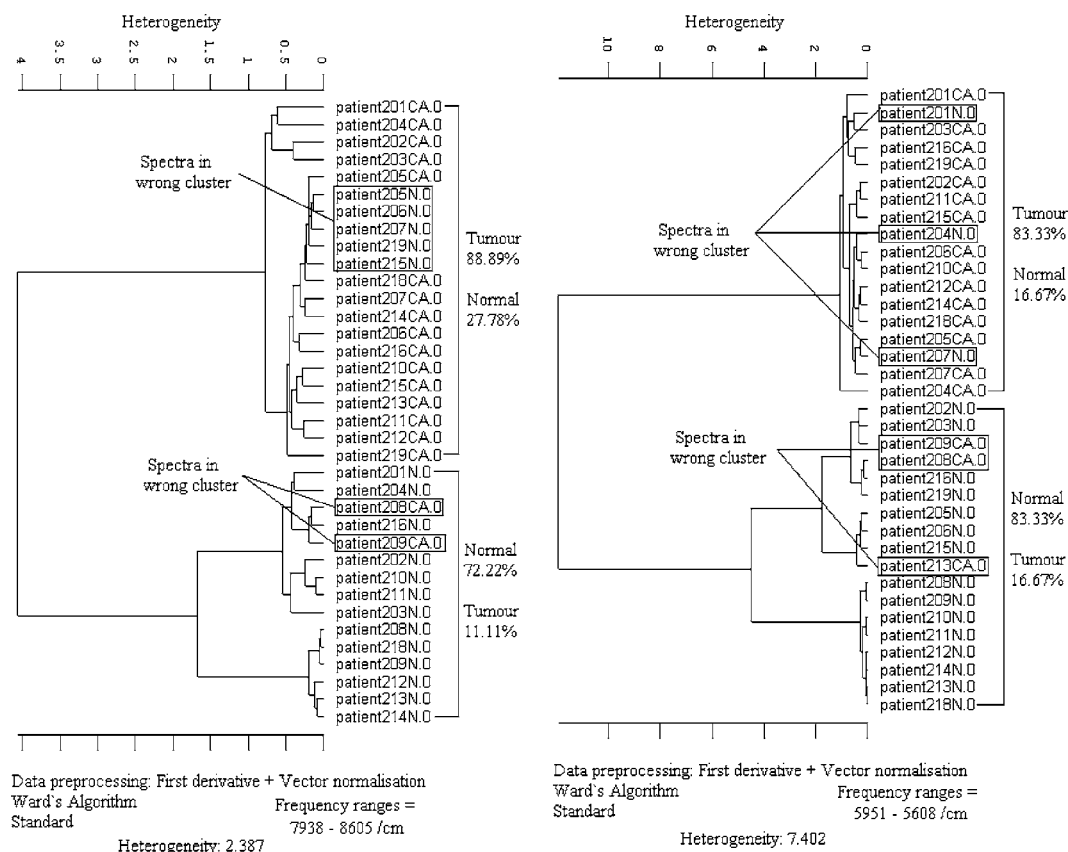 Heterogeneity
4
3.5
3
2.5
2
1.5
1
0.5
0
patient201CA.0
patient204CA.0
patient202CA.0
patient203CA.0
patient205CA.0
patient205N.0
patient206N.0
patient207N.0
patient219N.0
patient215N.0
patient218CA.0
patient207CA.0
patient214CA.0
patient206CA.0
patient216CA.0
patient210CA.0
patient215CA.0
patient213CA.0
patient211CA.0
patient212CA.0
patient219CA.0
patient201N.0
patient204N.0
patient208CA.0
patient216N.0
patient209CA.0
patient202N.0
patient210N.0
patient211N.0
patient203N.0
patient208N.0
patient218N.0
patient209N.0
patient212N.0
patient213N.0
patient214N.0
Spectra in
wrong cluster
Spectra in
wrong cluster
Tumour
88.89%
Normal
27.78%
Normal
72.22%
Tumour
11.11%
Data preprocessing: First derivative + Vector normalisation
Ward`s Algorithm
Standard
Frequency ranges =
7938 - 8605 /cm
Heterogeneity: 2.387
Heterogeneity
10
8
6
4
2
0
patient201CA.0
patient201N.0
patient203CA.0
patient216CA.0
patient219CA.0
patient202CA.0
patient211CA.0
patient215CA.0
patient204N.0
patient206CA.0
patient210CA.0
patient212CA.0
patient214CA.0
patient218CA.0
patient205CA.0
patient207N.0
patient207CA.0
patient204CA.0
patient202N.0
patient203N.0
patient209CA.0
patient208CA.0
patient216N.0
patient219N.0
patient205N.0
patient206N.0
patient215N.0
patient213CA.0
patient208N.0
patient209N.0
patient210N.0
patient211N.0
patient212N.0
patient214N.0
patient213N.0
patient218N.0
Spectra in
wrong cluster
Spectra in
wrong cluster
Tumour
83.33%
Normal
16.67%
Normal
83.33%
Tumour
16.67%
Data preprocessing: First derivative + Vector normalisation
Ward`s Algorithm
Standard
Frequency ranges =
5951 - 5608 /cm
Heterogeneity: 7.402